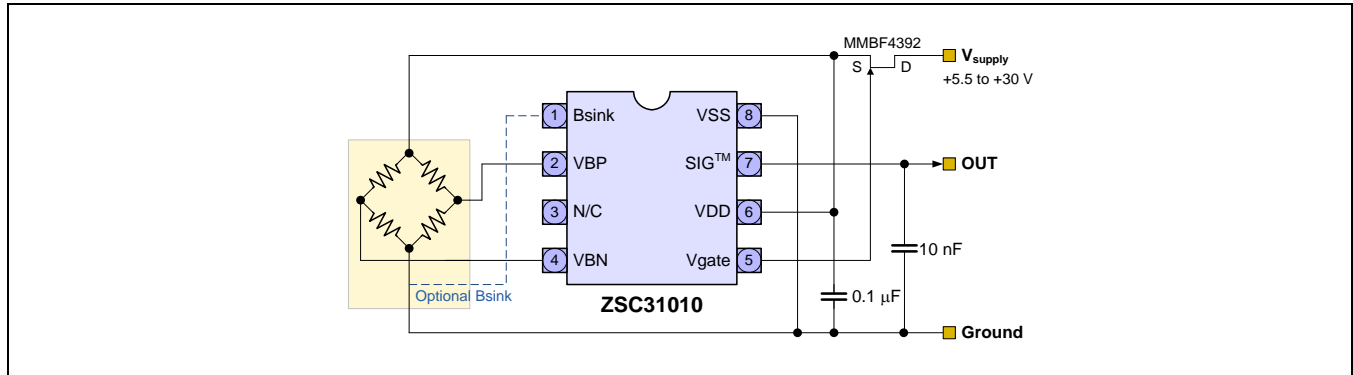 MMBF4392
S D
Vsupply
+5.5 to +30 V
1 Bsink
VSS 8
2 VBP
SIG™ 7
OUT
3 N/C
VDD 6
4 VBN
Vgate 5
10 nF
Optional Bsink
0.1 μF
ZSC31010
Ground